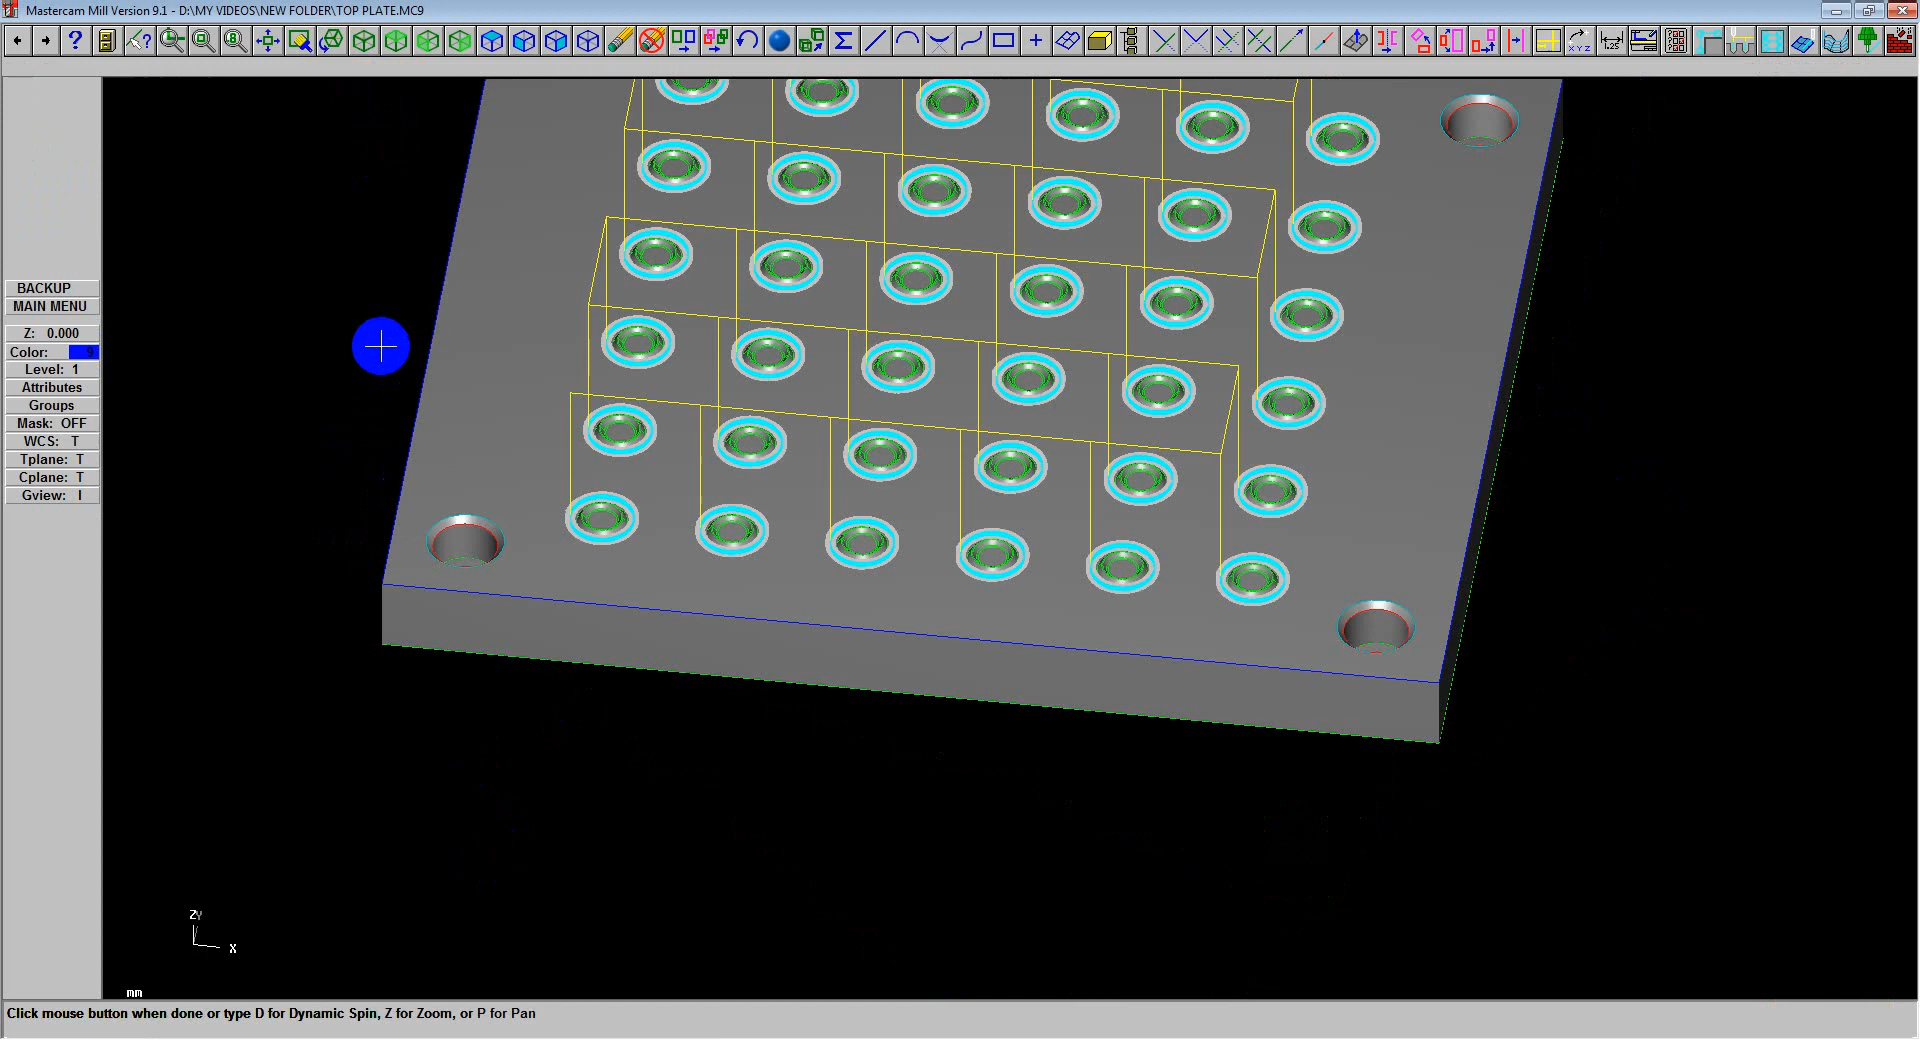 Mastercam Mill Version 9.1 - D:\MY VIDEOS\NEW FOLDER\TOP PLATE.MC9
BACKUP
MAIN MENU
Z: 0.000
Color: 9
Level: 1
Attributes
Groups
Mask: OFF
WCS: T
Tplane: T
Cplane: T
Gview: I
ZY
X
mm
Click mouse button when done or type D for Dynamic Spin, Z for Zoom, or P for Pan